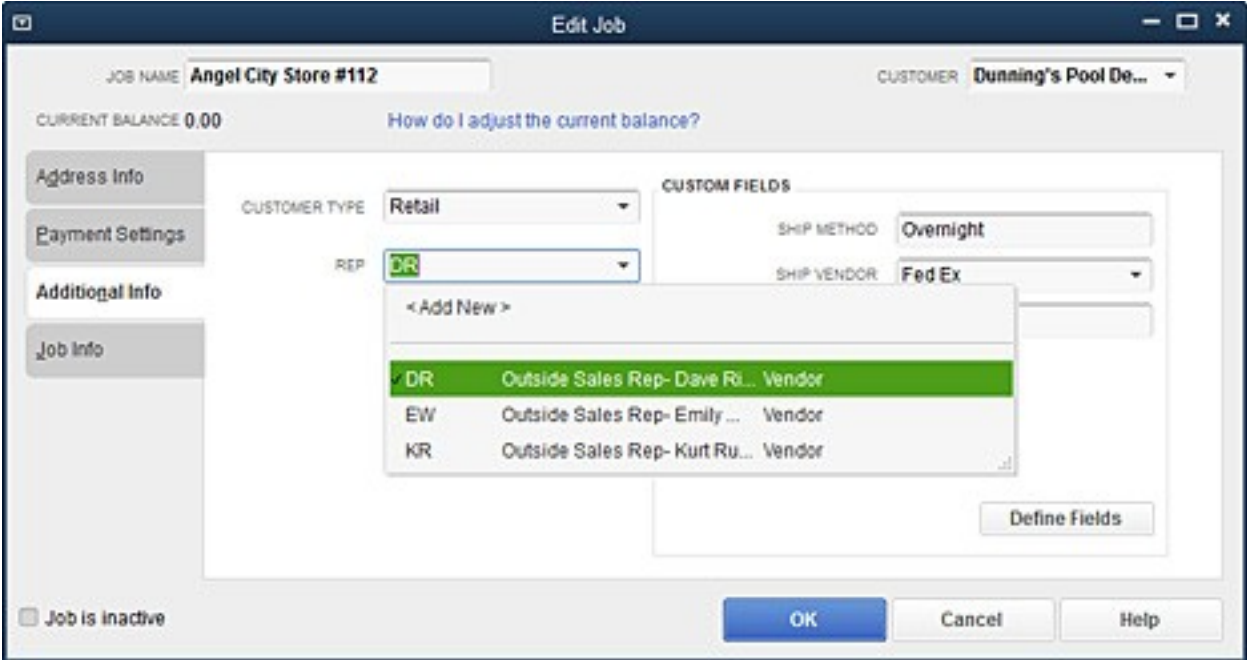 Edit Job
JOB NAME Angel City Store #112
CUSTOMER Dunning's Pool De...
CURRENT BALANCE 0.00
How do I adjust the current balance?
Address Info
Payment Settings
Additional Info
Job Info
CUSTOMER TYPE Retail
REP DR
<Add New>
DR Outside Sales Rep- Dave Ri... Vendor
EW Outside Sales Rep- Emily ... Vendor
KR Outside Sales Rep- Kurt Ru... Vendor
CUSTOM FIELDS
SHIP METHOD Overnight
SHIP VENDOR Fed Ex
Define Fields
Job is inactive
OK
Cancel
Help